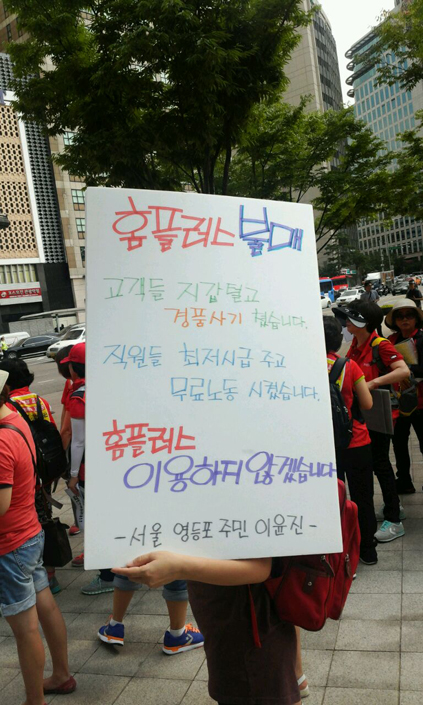 홈플러스 불매
고객들 지갑 털고
경품사기 쳤습니다.
직원들 최저시급 주고
무료노동 시켰습니다.
홈플러스
이용하지 않겠습니다
-서울 영등포 주민 이윤진-